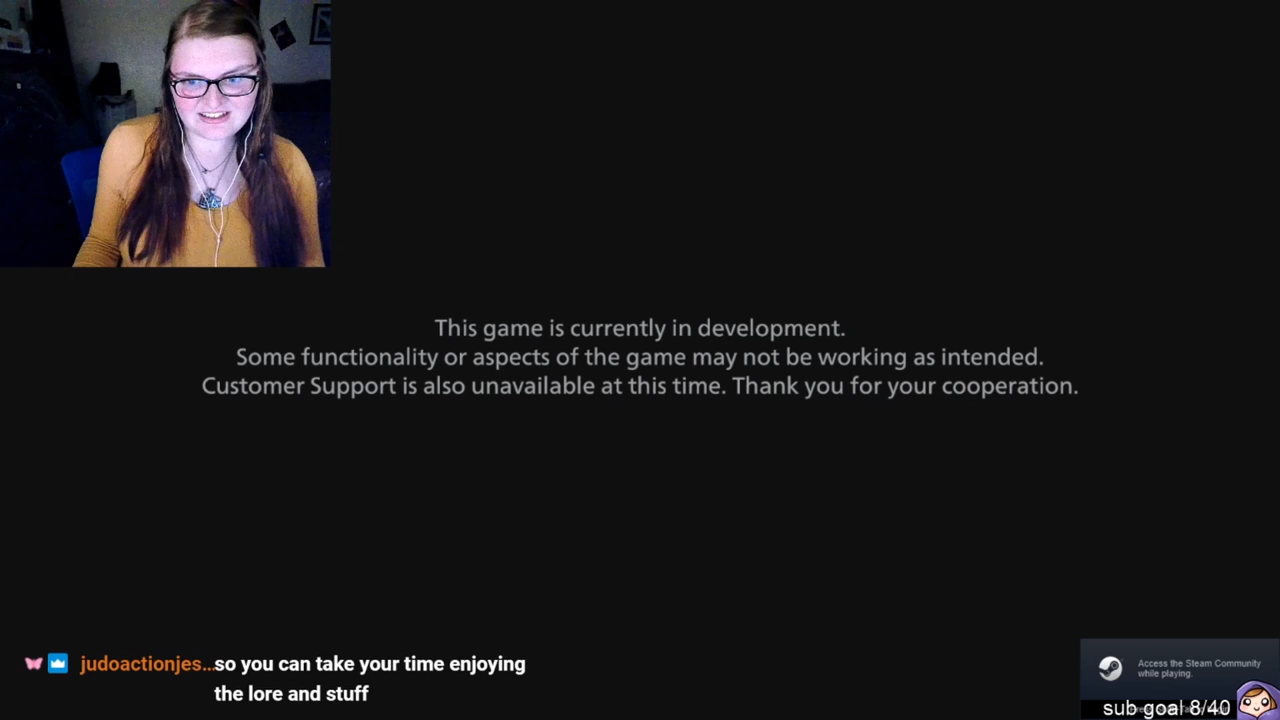 This game is currently in development.
Some functionality or aspects of the game may not be working as intended.
Customer Support is also unavailable at this time. Thank you for your cooperation.
judoactionjes...so you can take your time enjoying
the lore and stuff
Access the Steam Community
while playing.
sub goal 8/40